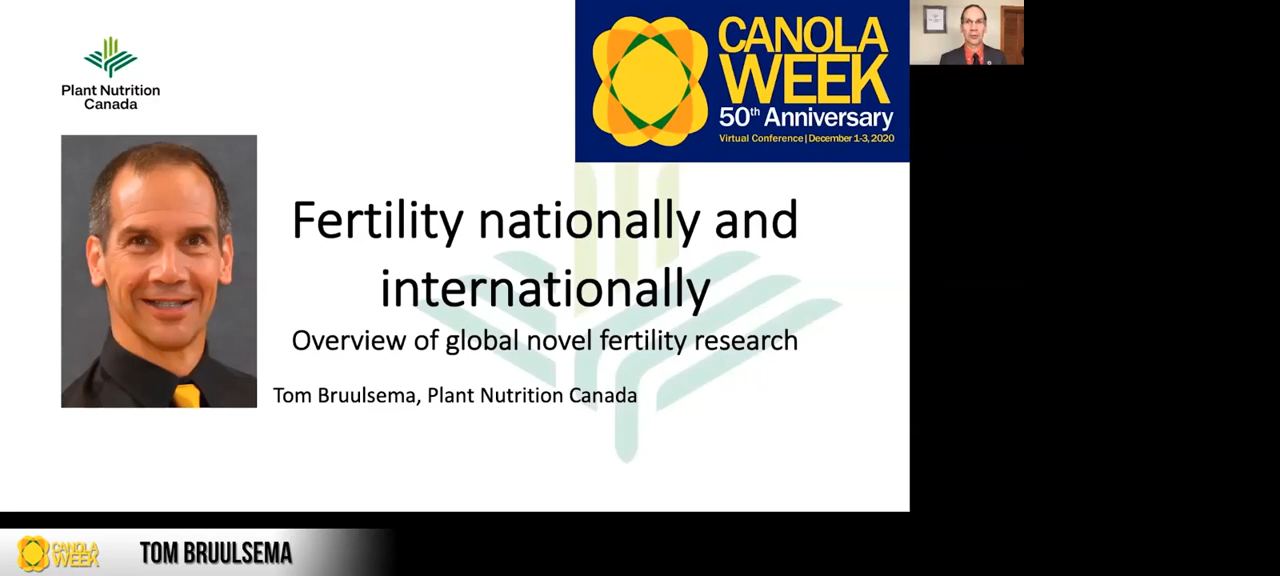 Plant Nutrition
Canada
CANOLA
WEEK
50th Anniversary
Virtual Conference | December 1-3, 2020
Fertility nationally and
internationally
Overview of global novel fertility research
Tom Bruulsema, Plant Nutrition Canada
CANOLA
WEEK
TOM BRUULSEMA